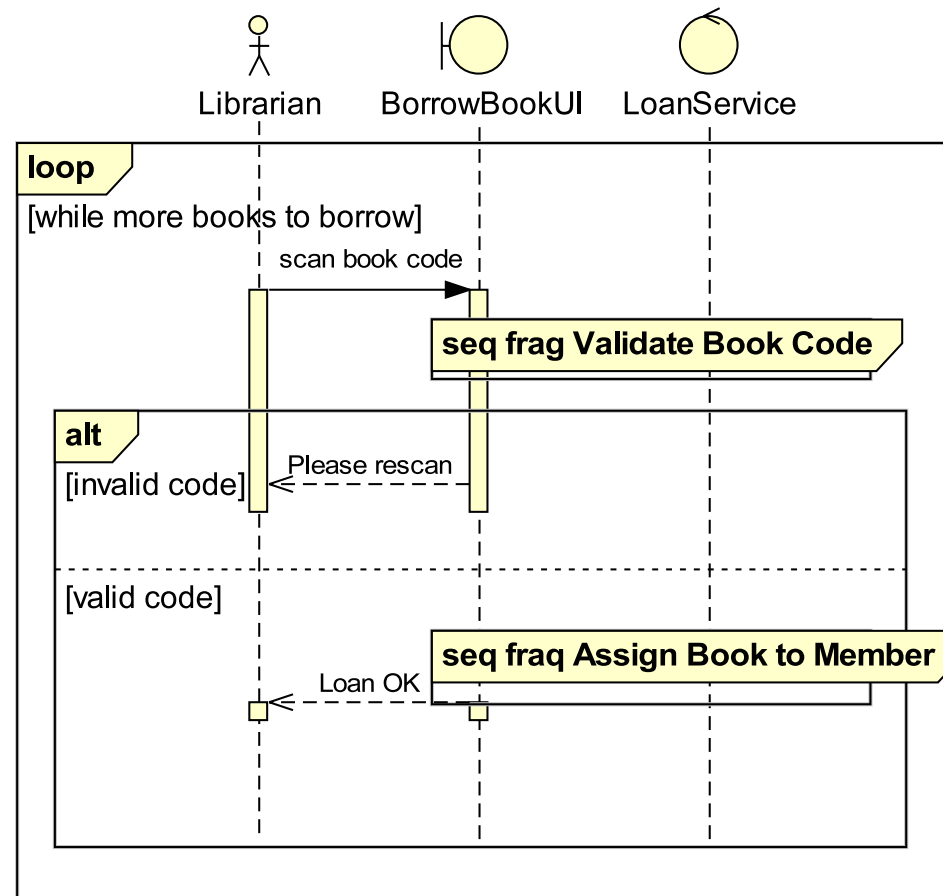 Librarian
BorrowBookUI
LoanService
loop
[while more books to borrow]
scan book code
seq frag Validate Book Code
alt
Please rescan
[invalid code]
[valid code]
seq fraq Assign Book to Member
Loan OK